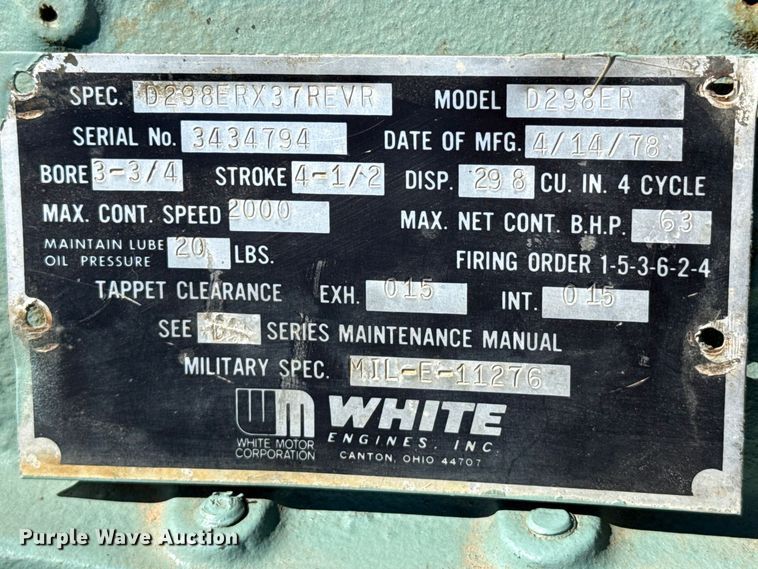 SPEC. D298ERX37REVR MODEL D298ER
SERIAL No. 3434794 DATE OF MFG. 4/14/78
BORE 3-3/4 STROKE 4-1/2 DISP. 298 CU. IN. 4 CYCLE
MAX. CONT. SPEED 2000 MAX. NET CONT. B.H.P. 63
MAINTAIN LUBE OIL PRESSURE 20 LBS. FIRING ORDER 1-5-3-6-2-4
TAPPET CLEARANCE EXH. 015 INT. 015
SEE SERIES MAINTENANCE MANUAL
MILITARY SPEC. MIL-E-11276
WM WHITE
ENGINES, INC.
WHITE MOTOR CORPORATION
CANTON, OHIO 44707
Purple Wave Auction